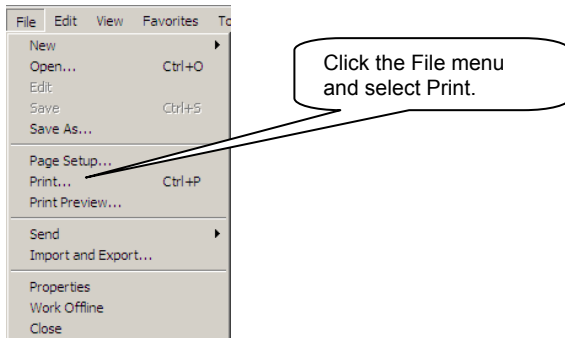 File Edit View Favorites To
New
Open... Ctrl+O
Edit
Save Ctrl+S
Save As...
Page Setup...
Print... Ctrl+P
Print Preview...
Send
Import and Export...
Properties
Work Offline
Close
Click the File menu
and select Print.